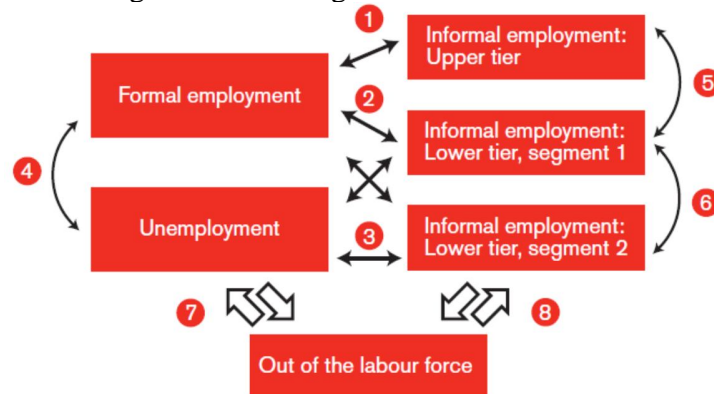 1
Informal employment:
Upper tier
5
Formal employment
2
Informal employment:
Lower tier, segment 1
4
6
Unemployment
3
Informal employment:
Lower tier, segment 2
7
8
Out of the labour force